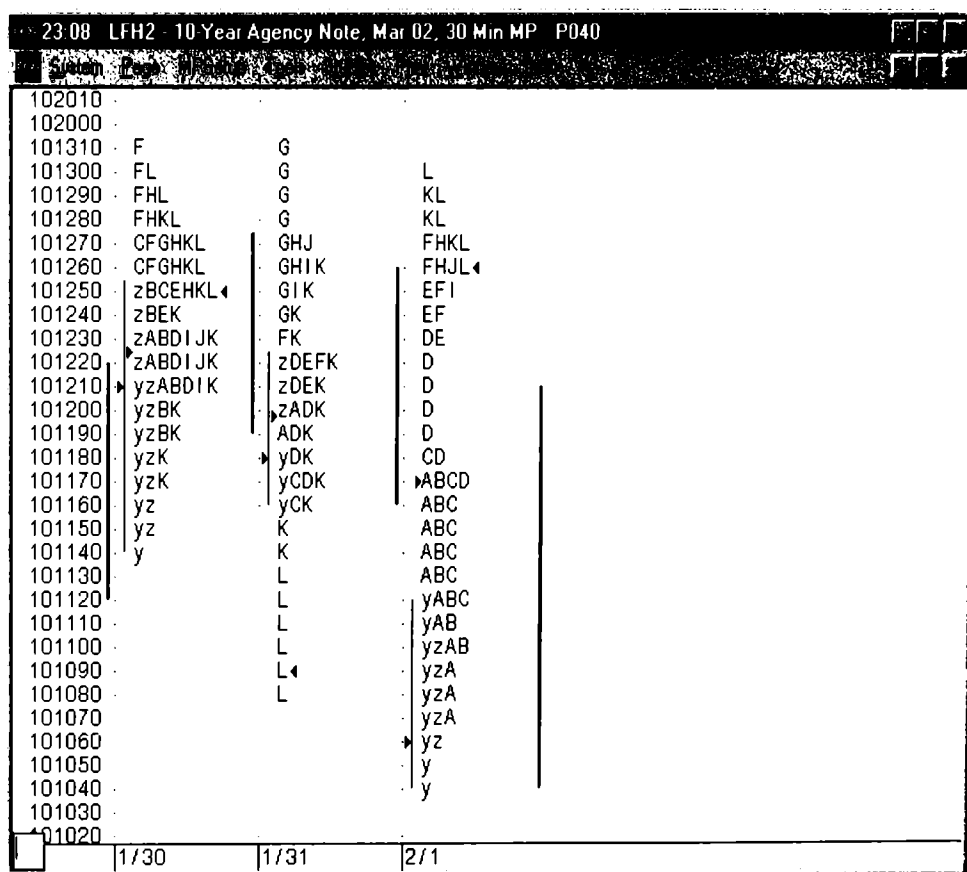 23:08 LFH2 - 10-Year Agency Note, Mar 02, 30 Min MP P040
System Page
102010
102000
101310 F G
101300 FL G L
101290 FHL G KL
101280 FHKL G KL
101270 CFGHKL GHJ FHKL
101260 CFGHKL GHIK FHJL
101250 zBCEHKL GIK EFI
101240 zBEK GK EF
101230 zABDIJK FK DE
101220 zABDIJK zDEFK D
101210 yzABDIK zDEK D
101200 yzBK zADK D
101190 yzBK ADK D
101180 yzK yDK CD
101170 yzK yCDK ABCD
101160 yz yCK ABC
101150 yz K ABC
101140 y K ABC
101130 L ABC
101120 L yABC
101110 L yAB
101100 L yzAB
101090 L yzA
101080 L yzA
101070 yzA
101060 yz
101050 y
101040 y
101030
101020
1/30 1/31 2/1